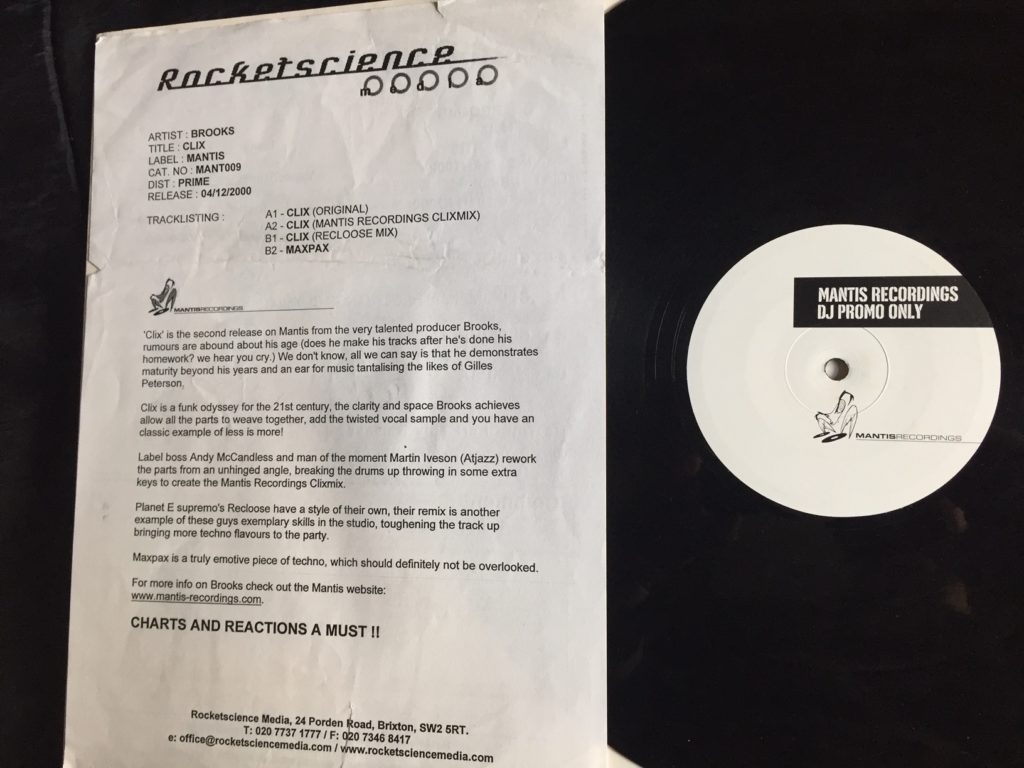 Rocketscience
ARTIST : BROOKS
TITLE : CLIX
LABEL : MANTIS
CAT. NO : MANT009
DIST : PRIME
RELEASE : 04/12/2000
TRACKLISTING :
A1 - CLIX (ORIGINAL)
A2 - CLIX (MANTIS RECORDINGS CLIXMIX)
B1 - CLIX (RECLOOSE MIX)
B2 - MAXPAX
MANTISRECORDINGS
'Clix' is the second release on Mantis from the very talented producer Brooks,
rumours are abound about his age (does he make his tracks after he's done his
homework? we hear you cry.) We don't know, all we can say is that he demonstrates
maturity beyond his years and an ear for music tantalising the likes of Gilles
Peterson,
Clix is a funk odyssey for the 21st century, the clarity and space Brooks achieves
allow all the parts to weave together, add the twisted vocal sample and you have an
classic example of less is more!
Label boss Andy McCandless and man of the moment Martin Iveson (Atjazz) rework
the parts from an unhinged angle, breaking the drums up throwing in some extra
keys to create the Mantis Recordings Clixmix.
Planet E supremo's Recloose have a style of their own, their remix is another
example of these guys exemplary skills in the studio, toughening the track up
bringing more techno flavours to the party.
Maxpax is a truly emotive piece of techno, which should definitely not be overlooked.
For more info on Brooks check out the Mantis website:
www.mantis-recordings.com.
CHARTS AND REACTIONS A MUST !!
Rocketscience Media, 24 Porden Road, Brixton, SW2 5RT.
T: 020 7737 1777 / F: 020 7346 8417
e: office@rocketsciencemedia.com / www.rocketsciencemedia.com
MANTIS RECORDINGS
DJ PROMO ONLY
MANTISRECORDINGS